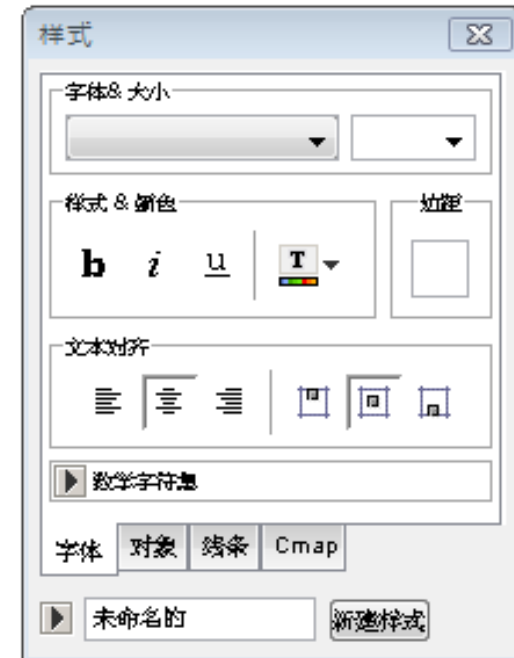 样式
字体& 大小
样式 & 颜色
边距
b i u T
文本对齐
数学字符集
字体 对象 线条 Cmap
未命名的 新建样式